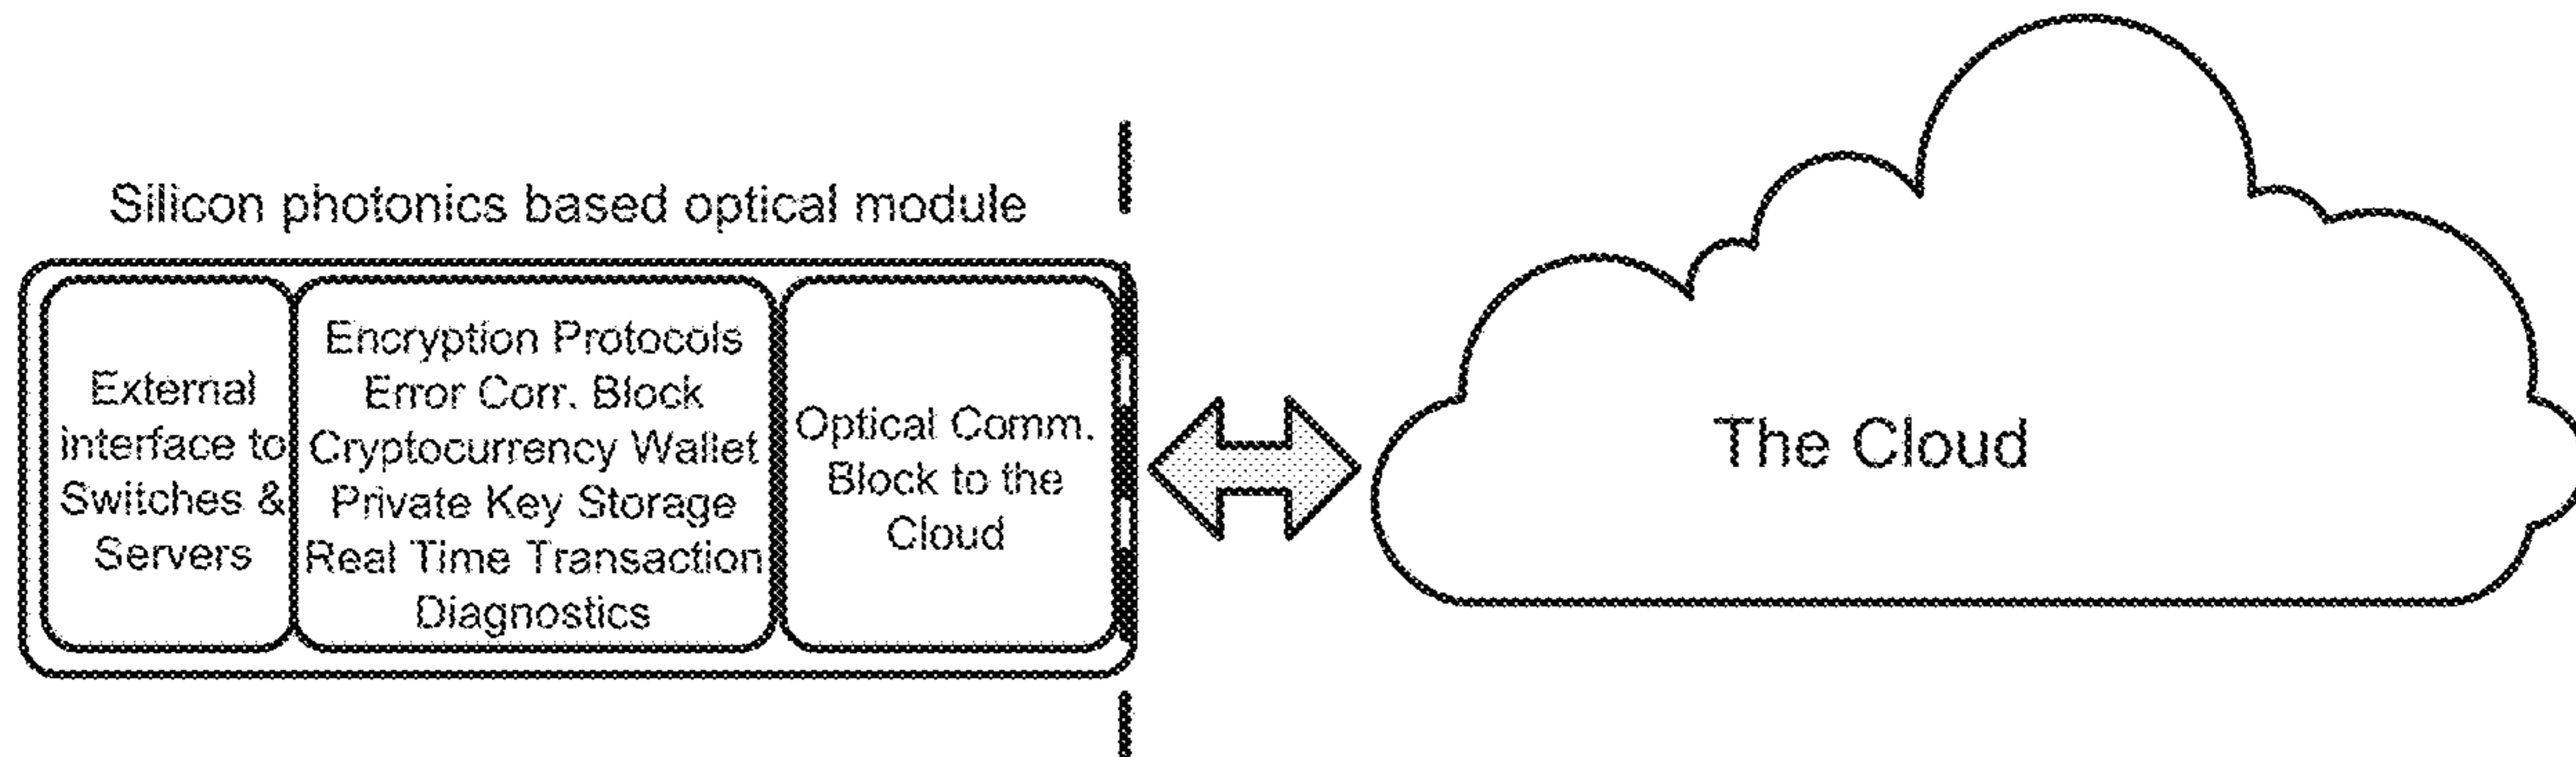 Silicon photonics based optical module
External
interface to
Switches &
Servers
Encryption Protocols
Error Corr. Block
Cryptocurrency Wallet
Private Key Storage
Real Time Transaction
Diagnostics
Optical Comm.
Block to the
Cloud
The Cloud